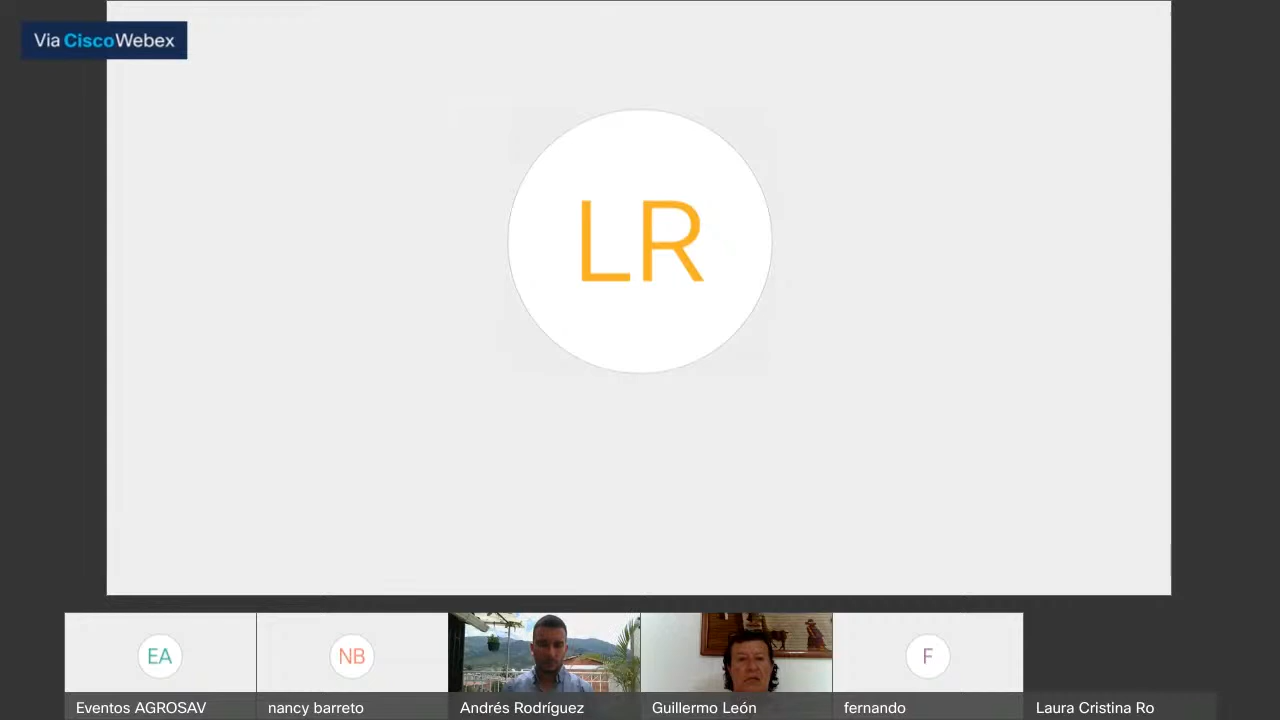 Via CiscoWebex
LR
EA
NB
F
Eventos AGROSAV
nancy barreto
Andrés Rodríguez
Guillermo León
fernando
Laura Cristina Ro